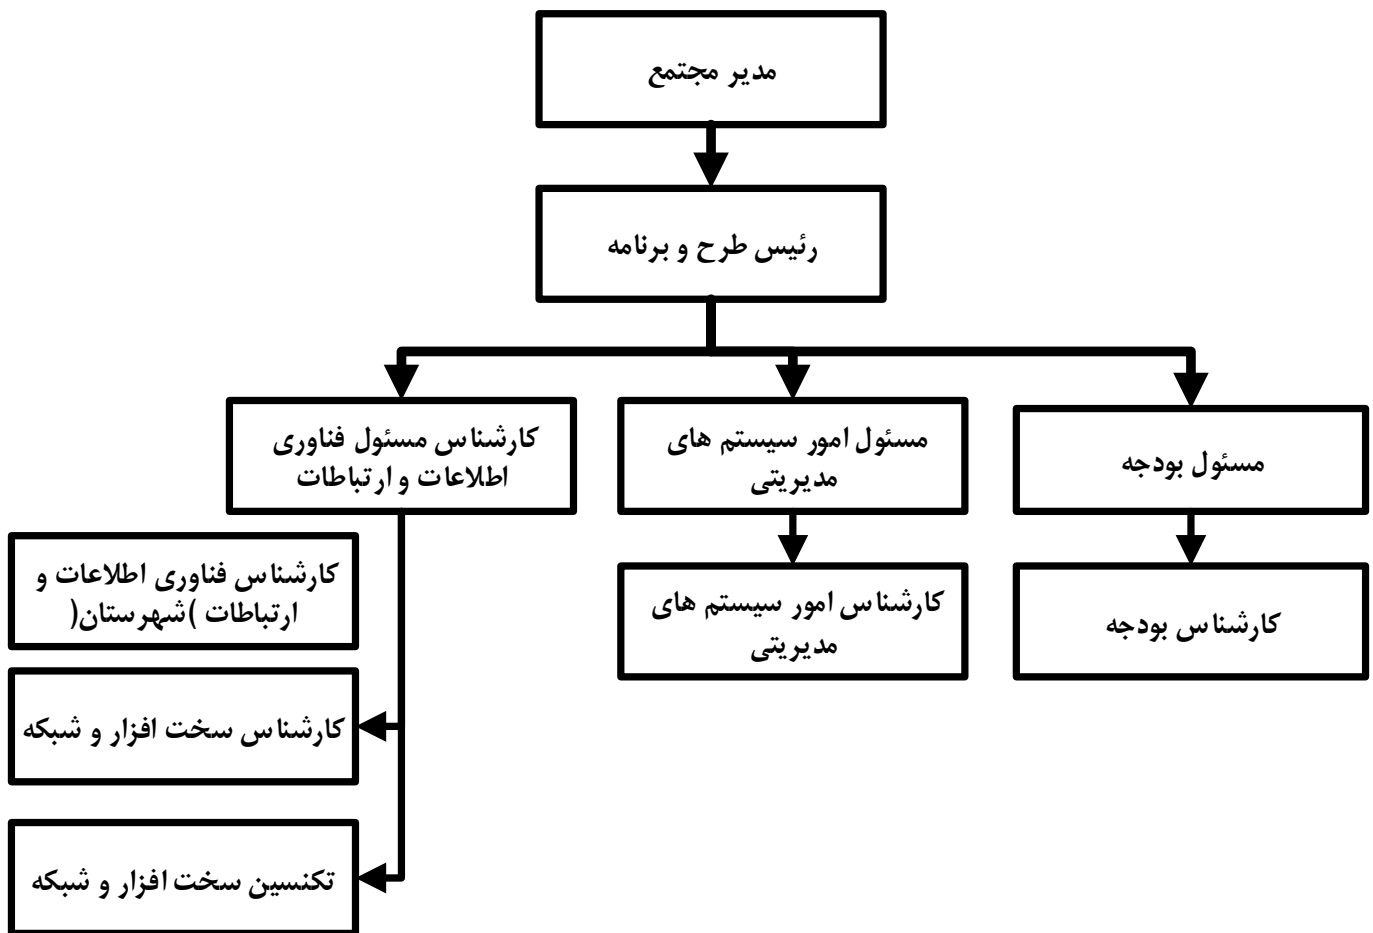 مدیر مجتمع
رئیس طرح و برنامه
مسئول بودجه
مسئول امور سیستم های
مدیریتی
کارشناس مسئول فناوری
اطلاعات و ارتباطات
کارشناس بودجه
کارشناس امور سیستم های
مدیریتی
کارشناس فناوری اطلاعات و
ارتباطات )شهرستان(
کارشناس سخت افزار و شبکه
تکنسین سخت افزار و شبکه